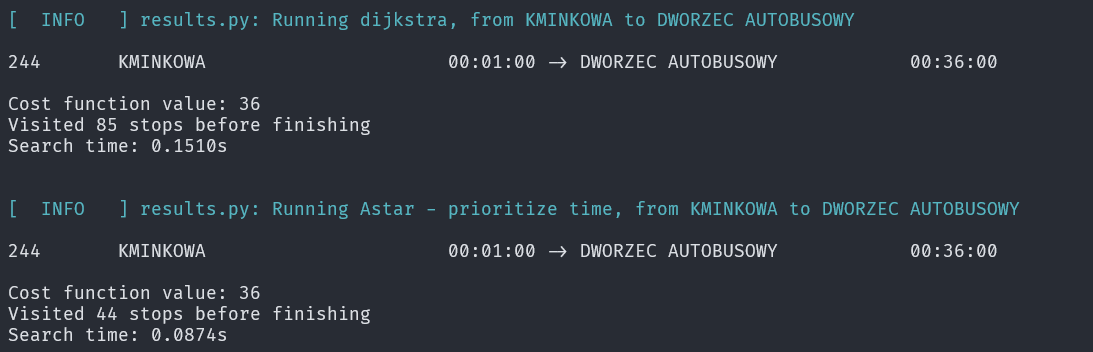 [  INFO   ] results.py: Running dijkstra, from KMINKOWA to DWORZEC AUTOBUSOWY
244       KMINKOWA                      00:01:00 -> DWORZEC AUTOBUSOWY            00:36:00
Cost function value: 36
Visited 85 stops before finishing
Search time: 0.1510s
[  INFO   ] results.py: Running Astar - prioritize time, from KMINKOWA to DWORZEC AUTOBUSOWY
244       KMINKOWA                      00:01:00 -> DWORZEC AUTOBUSOWY            00:36:00
Cost function value: 36
Visited 44 stops before finishing
Search time: 0.0874s